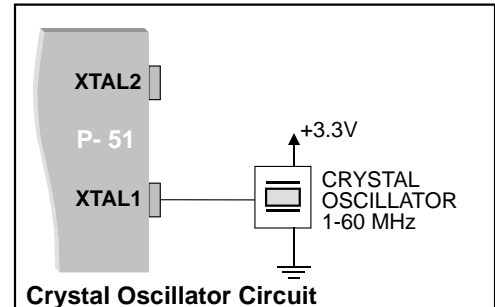 XTAL2
P- 51
XTAL1
+3.3V
CRYSTAL
OSCILLATOR
1-60 MHz
Crystal Oscillator Circuit